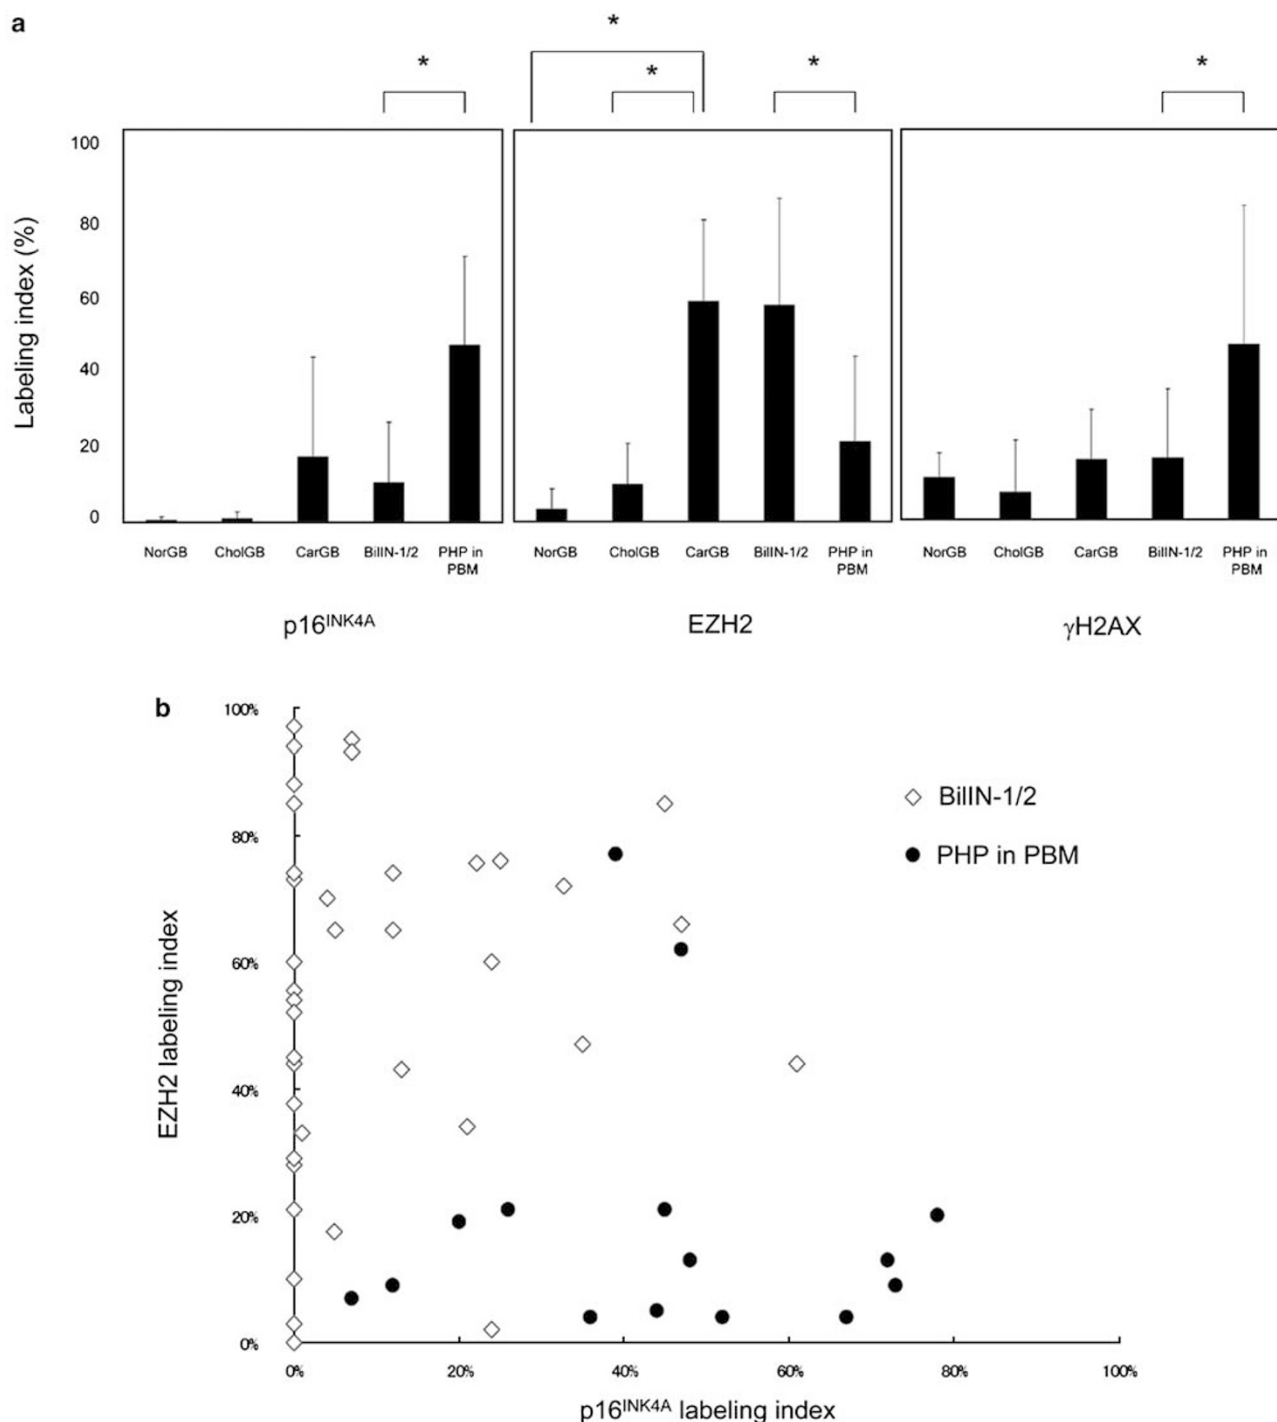 a
*
*
*
*
*
Labeling index (%)
100
80
60
40
20
0
NorGB CholGB CarGB BilIN-1/2 PHP in PBM
NorGB CholGB CarGB BilIN-1/2 PHP in PBM
NorGB CholGB CarGB BilIN-1/2 PHP in PBM
p16INK4A EZH2 γH2AX
b
EZH2 labeling index
100%
80%
60%
40%
20%
0%
BilIN-1/2
PHP in PBM
0% 20% 40% 60% 80% 100%
p16INK4A labeling index